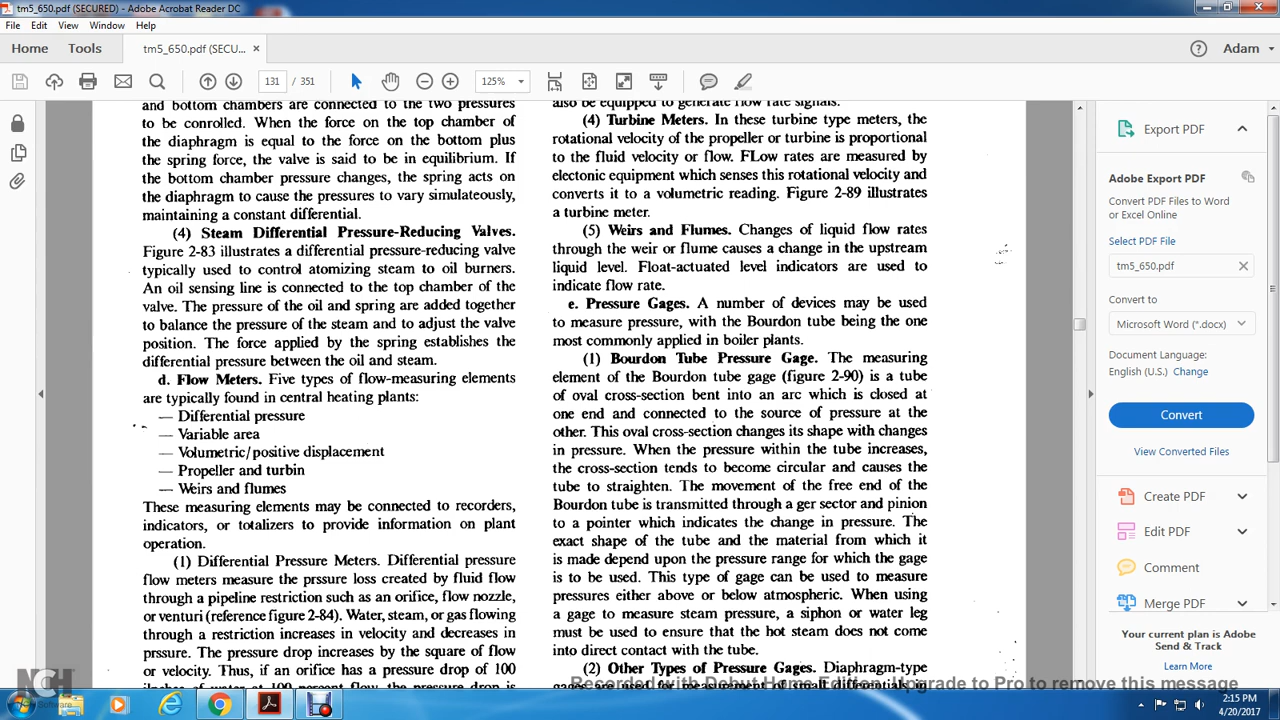 tm5_650.pdf (SECURED) - Adobe Acrobat Reader DC
File Edit View Window Help
Home Tools tm5_650.pdf (SECU... × Adam
131 / 351 125%
and bottom chambers are connected to the two pressures
to be conrolled. When the force on the top chamber of
the diaphragm is equal to the force on the bottom plus
the spring force, the valve is said to be in equilibrium. If
the bottom chamber pressure changes, the spring acts on
the diaphragm to cause the pressures to vary simulateously,
maintaining a constant differential.
(4) Steam Differential Pressure-Reducing Valves.
Figure 2-83 illustrates a differential pressure-reducing valve
typically used to control atomizing steam to oil burners.
An oil sensing line is connected to the top chamber of the
valve. The pressure of the oil and spring are added together
to balance the pressure of the steam and to adjust the valve
position. The force applied by the spring establishes the
differential pressure between the oil and steam.
d. Flow Meters. Five types of flow-measuring elements
are typically found in central heating plants:
— Differential pressure
— Variable area
— Volumetric/positive displacement
— Propeller and turbin
— Weirs and flumes
These measuring elements may be connected to recorders,
indicators, or totalizers to provide information on plant
operation.
(1) Differential Pressure Meters. Differential pressure
flow meters measure the prssure loss created by fluid flow
through a pipeline restriction such as an orifice, flow nozzle,
or venturi (reference figure 2-84). Water, steam, or gas flowing
through a restriction increases in velocity and decreases in
prssure. The pressure drop increases by the square of flow
or velocity. Thus, if an orifice has a pressure drop of 100
also be equipped to generate flow rate signals.
(4) Turbine Meters. In these turbine type meters, the
rotational velocity of the propeller or turbine is proportional
to the fluid velocity or flow. FLow rates are measured by
electonic equipment which senses this rotational velocity and
converts it to a volumetric reading. Figure 2-89 illustrates
a turbine meter.
(5) Weirs and Flumes. Changes of liquid flow rates
through the weir or flume causes a change in the upstream
liquid level. Float-actuated level indicators are used to
indicate flow rate.
e. Pressure Gages. A number of devices may be used
to measure pressure, with the Bourdon tube being the one
most commonly applied in boiler plants.
(1) Bourdon Tube Pressure Gage. The measuring
element of the Bourdon tube gage (figure 2-90) is a tube
of oval cross-section bent into an arc which is closed at
one end and connected to the source of pressure at the
other. This oval cross-section changes its shape with changes
in pressure. When the pressure within the tube increases,
the cross-section tends to become circular and causes the
tube to straighten. The movement of the free end of the
Bourdon tube is transmitted through a ger sector and pinion
to a pointer which indicates the change in pressure. The
exact shape of the tube and the material from which it
is made depend upon the pressure range for which the gage
is to be used. This type of gage can be used to measure
pressures either above or below atmospheric. When using
a gage to measure steam pressure, a siphon or water leg
must be used to ensure that the hot steam does not come
into direct contact with the tube.
(2) Other Types of Pressure Gages. Diaphragm-type
Export PDF
Adobe Export PDF
Convert PDF Files to Word
or Excel Online
Select PDF File
tm5_650.pdf
Convert to
Microsoft Word (*.docx)
Document Language:
English (U.S.) Change
Convert
View Converted Files
Create PDF
Edit PDF
Comment
Merge PDF
Your current plan is Adobe
Send & Track
Learn More
NCH
Software
Recorded with Debut Home Edition. Upgrade to Pro to remove this message
2:15 PM
4/20/2017